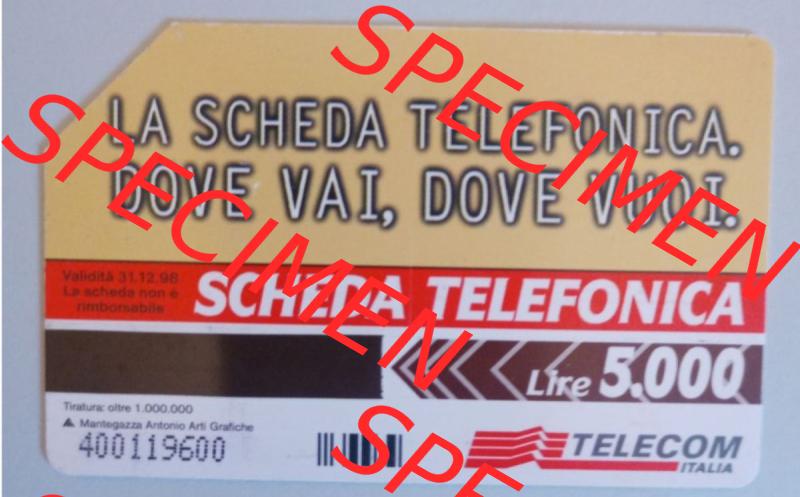 LA SCHEDA TELEFONICA.
DOVE VAI, DOVE VUOI.
Validità 31.12.98
La scheda non è
rimborsabile
SCHEDA TELEFONICA
Lire 5.000
Tiratura: oltre 1.000.000
Mantegazza Antonio Arti Grafiche
400119600
TELECOM
ITALIA
SPECIMEN
SPECIMEN
SPE